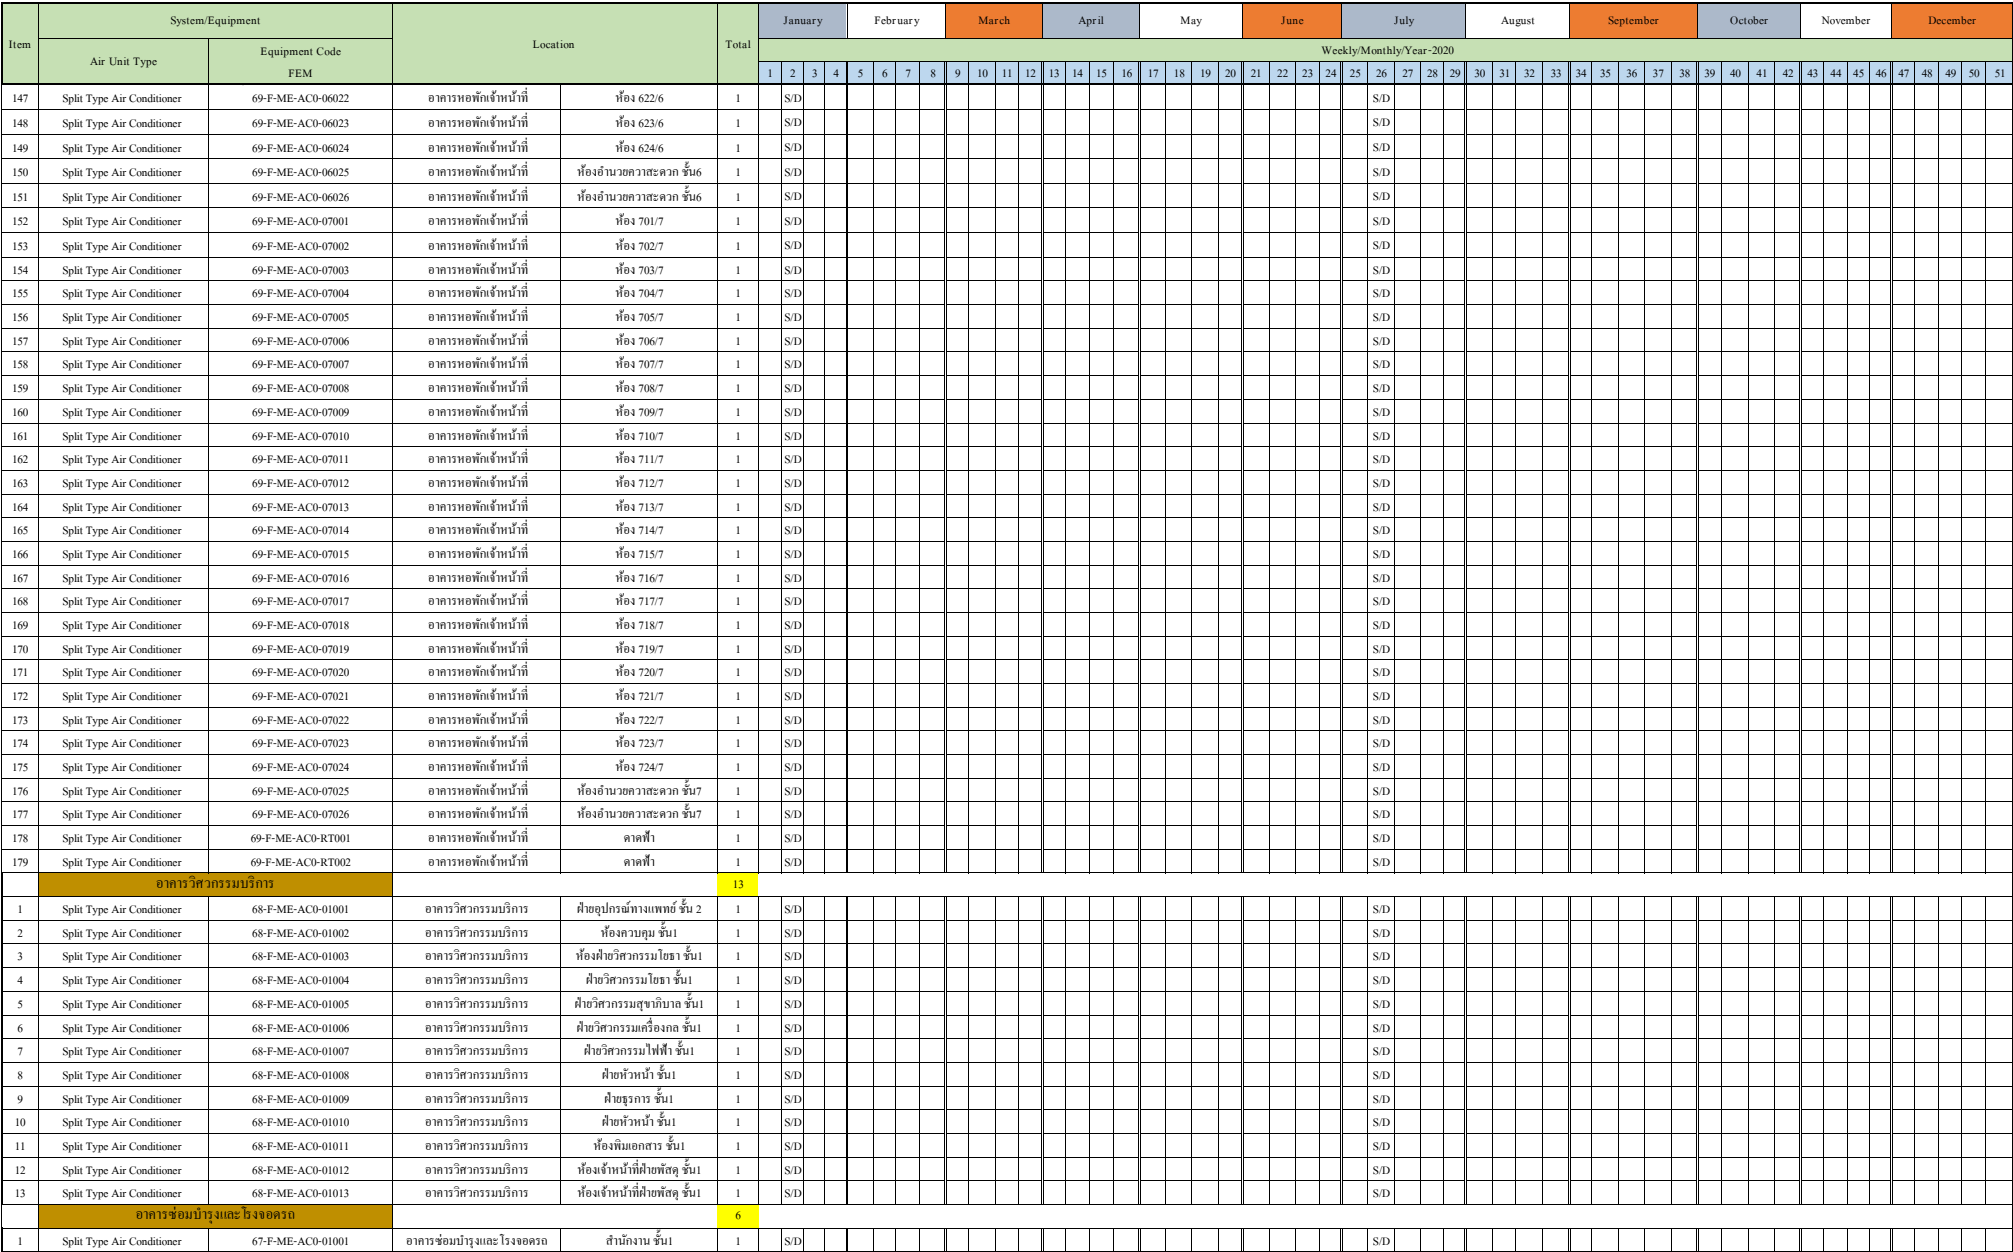 Item System/Equipment Location Total January February March April May June July August September October November December
Air Unit Type Equipment Code FEM Weekly/Monthly/Year-2020
1 2 3 4 5 6 7 8 9 10 11 12 13 14 15 16 17 18 19 20 21 22 23 24 25 26 27 28 29 30 31 32 33 34 35 36 37 38 39 40 41 42 43 44 45 46 47 48 49 50 51
147 Split Type Air Conditioner 69-F-ME-AC0-06022 อาคารหอพักเจ้าหน้าที่ ห้อง 622/6 1 S/D S/D
148 Split Type Air Conditioner 69-F-ME-AC0-06023 อาคารหอพักเจ้าหน้าที่ ห้อง 623/6 1 S/D S/D
149 Split Type Air Conditioner 69-F-ME-AC0-06024 อาคารหอพักเจ้าหน้าที่ ห้อง 624/6 1 S/D S/D
150 Split Type Air Conditioner 69-F-ME-AC0-06025 อาคารหอพักเจ้าหน้าที่ ห้องอำนวยควาสะดวก ชั้น6 1 S/D S/D
151 Split Type Air Conditioner 69-F-ME-AC0-06026 อาคารหอพักเจ้าหน้าที่ ห้องอำนวยควาสะดวก ชั้น6 1 S/D S/D
152 Split Type Air Conditioner 69-F-ME-AC0-07001 อาคารหอพักเจ้าหน้าที่ ห้อง 701/7 1 S/D S/D
153 Split Type Air Conditioner 69-F-ME-AC0-07002 อาคารหอพักเจ้าหน้าที่ ห้อง 702/7 1 S/D S/D
154 Split Type Air Conditioner 69-F-ME-AC0-07003 อาคารหอพักเจ้าหน้าที่ ห้อง 703/7 1 S/D S/D
155 Split Type Air Conditioner 69-F-ME-AC0-07004 อาคารหอพักเจ้าหน้าที่ ห้อง 704/7 1 S/D S/D
156 Split Type Air Conditioner 69-F-ME-AC0-07005 อาคารหอพักเจ้าหน้าที่ ห้อง 705/7 1 S/D S/D
157 Split Type Air Conditioner 69-F-ME-AC0-07006 อาคารหอพักเจ้าหน้าที่ ห้อง 706/7 1 S/D S/D
158 Split Type Air Conditioner 69-F-ME-AC0-07007 อาคารหอพักเจ้าหน้าที่ ห้อง 707/7 1 S/D S/D
159 Split Type Air Conditioner 69-F-ME-AC0-07008 อาคารหอพักเจ้าหน้าที่ ห้อง 708/7 1 S/D S/D
160 Split Type Air Conditioner 69-F-ME-AC0-07009 อาคารหอพักเจ้าหน้าที่ ห้อง 709/7 1 S/D S/D
161 Split Type Air Conditioner 69-F-ME-AC0-07010 อาคารหอพักเจ้าหน้าที่ ห้อง 710/7 1 S/D S/D
162 Split Type Air Conditioner 69-F-ME-AC0-07011 อาคารหอพักเจ้าหน้าที่ ห้อง 711/7 1 S/D S/D
163 Split Type Air Conditioner 69-F-ME-AC0-07012 อาคารหอพักเจ้าหน้าที่ ห้อง 712/7 1 S/D S/D
164 Split Type Air Conditioner 69-F-ME-AC0-07013 อาคารหอพักเจ้าหน้าที่ ห้อง 713/7 1 S/D S/D
165 Split Type Air Conditioner 69-F-ME-AC0-07014 อาคารหอพักเจ้าหน้าที่ ห้อง 714/7 1 S/D S/D
166 Split Type Air Conditioner 69-F-ME-AC0-07015 อาคารหอพักเจ้าหน้าที่ ห้อง 715/7 1 S/D S/D
167 Split Type Air Conditioner 69-F-ME-AC0-07016 อาคารหอพักเจ้าหน้าที่ ห้อง 716/7 1 S/D S/D
168 Split Type Air Conditioner 69-F-ME-AC0-07017 อาคารหอพักเจ้าหน้าที่ ห้อง 717/7 1 S/D S/D
169 Split Type Air Conditioner 69-F-ME-AC0-07018 อาคารหอพักเจ้าหน้าที่ ห้อง 718/7 1 S/D S/D
170 Split Type Air Conditioner 69-F-ME-AC0-07019 อาคารหอพักเจ้าหน้าที่ ห้อง 719/7 1 S/D S/D
171 Split Type Air Conditioner 69-F-ME-AC0-07020 อาคารหอพักเจ้าหน้าที่ ห้อง 720/7 1 S/D S/D
172 Split Type Air Conditioner 69-F-ME-AC0-07021 อาคารหอพักเจ้าหน้าที่ ห้อง 721/7 1 S/D S/D
173 Split Type Air Conditioner 69-F-ME-AC0-07022 อาคารหอพักเจ้าหน้าที่ ห้อง 722/7 1 S/D S/D
174 Split Type Air Conditioner 69-F-ME-AC0-07023 อาคารหอพักเจ้าหน้าที่ ห้อง 723/7 1 S/D S/D
175 Split Type Air Conditioner 69-F-ME-AC0-07024 อาคารหอพักเจ้าหน้าที่ ห้อง 724/7 1 S/D S/D
176 Split Type Air Conditioner 69-F-ME-AC0-07025 อาคารหอพักเจ้าหน้าที่ ห้องอำนวยควาสะดวก ชั้น7 1 S/D S/D
177 Split Type Air Conditioner 69-F-ME-AC0-07026 อาคารหอพักเจ้าหน้าที่ ห้องอำนวยควาสะดวก ชั้น7 1 S/D S/D
178 Split Type Air Conditioner 69-F-ME-AC0-RT001 อาคารหอพักเจ้าหน้าที่ ดาดฟ้า 1 S/D S/D
179 Split Type Air Conditioner 69-F-ME-AC0-RT002 อาคารหอพักเจ้าหน้าที่ ดาดฟ้า 1 S/D S/D
อาคารวิศวกรรมบริการ 13
1 Split Type Air Conditioner 68-F-ME-AC0-01001 อาคารวิศวกรรมบริการ ฝ่ายอุปกรณ์ทางแพทย์ ชั้น 2 1 S/D S/D
2 Split Type Air Conditioner 68-F-ME-AC0-01002 อาคารวิศวกรรมบริการ ห้องควบคุม ชั้น1 1 S/D S/D
3 Split Type Air Conditioner 68-F-ME-AC0-01003 อาคารวิศวกรรมบริการ ห้องฝ่ายวิศวกรรมโยธา ชั้น1 1 S/D S/D
4 Split Type Air Conditioner 68-F-ME-AC0-01004 อาคารวิศวกรรมบริการ ฝ่ายวิศวกรรมโยธา ชั้น1 1 S/D S/D
5 Split Type Air Conditioner 68-F-ME-AC0-01005 อาคารวิศวกรรมบริการ ฝ่ายวิศวกรรมสุขาภิบาล ชั้น1 1 S/D S/D
6 Split Type Air Conditioner 68-F-ME-AC0-01006 อาคารวิศวกรรมบริการ ฝ่ายวิศวกรรมเครื่องกล ชั้น1 1 S/D S/D
7 Split Type Air Conditioner 68-F-ME-AC0-01007 อาคารวิศวกรรมบริการ ฝ่ายวิศวกรรมไฟฟ้า ชั้น1 1 S/D S/D
8 Split Type Air Conditioner 68-F-ME-AC0-01008 อาคารวิศวกรรมบริการ ฝ่ายหัวหน้า ชั้น1 1 S/D S/D
9 Split Type Air Conditioner 68-F-ME-AC0-01009 อาคารวิศวกรรมบริการ ฝ่ายธุรการ ชั้น1 1 S/D S/D
10 Split Type Air Conditioner 68-F-ME-AC0-01010 อาคารวิศวกรรมบริการ ฝ่ายหัวหน้า ชั้น1 1 S/D S/D
11 Split Type Air Conditioner 68-F-ME-AC0-01011 อาคารวิศวกรรมบริการ ห้องพิมเอกสาร ชั้น1 1 S/D S/D
12 Split Type Air Conditioner 68-F-ME-AC0-01012 อาคารวิศวกรรมบริการ ห้องเจ้าหน้าที่ฝ่ายพัสดุ ชั้น1 1 S/D S/D
13 Split Type Air Conditioner 68-F-ME-AC0-01013 อาคารวิศวกรรมบริการ ห้องเจ้าหน้าที่ฝ่ายพัสดุ ชั้น1 1 S/D S/D
อาคารซ่อมบำรุงและโรงจอดรถ 6
1 Split Type Air Conditioner 67-F-ME-AC0-01001 อาคารซ่อมบำรุงและโรงจอดรถ สำนักงาน ชั้น1 1 S/D S/D